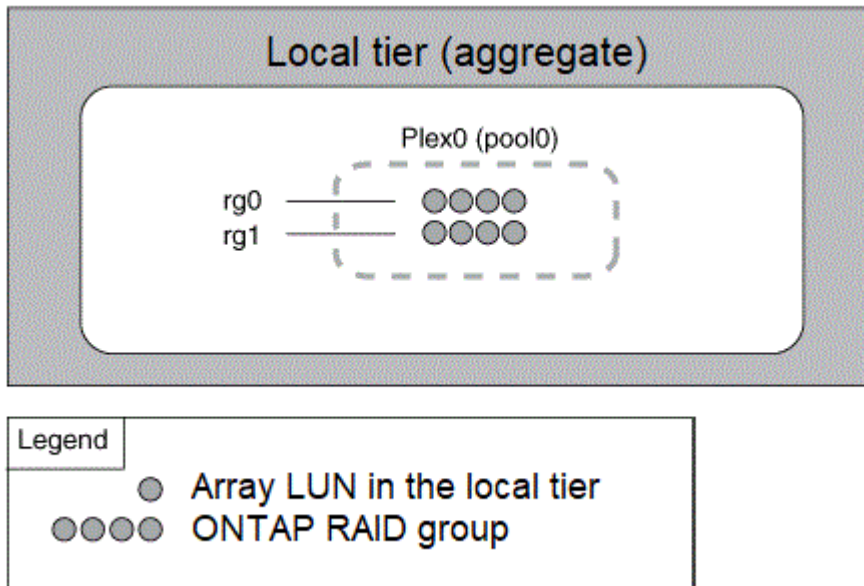 Local tier (aggregate)
Plex0 (pool0)
rg0
rg1
Legend
Array LUN in the local tier
ONTAP RAID group